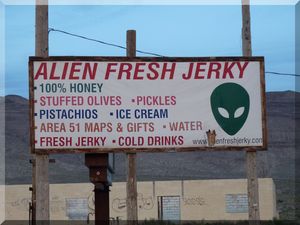 ALIEN FRESH JERKY
• 100% HONEY
• STUFFED OLIVES • PICKLES
• PISTACHIOS • ICE CREAM
• AREA 51 MAPS & GIFTS • WATER
• FRESH JERKY • COLD DRINKS www.alienfreshjerky.com